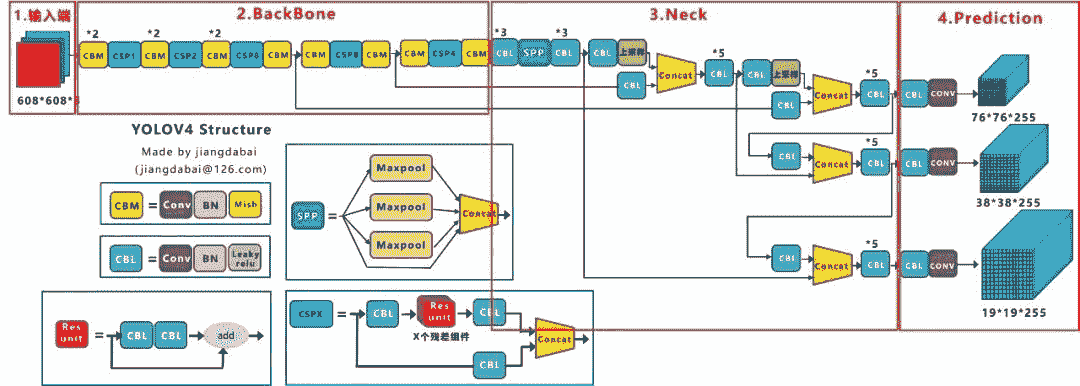 1.输入端
2.BackBone
3.Neck
4.Prediction
*2 *2 *2
*3 *3
*5
*5
CBM CSP1 CBM CSP2 CBM CSP8 CBM CBM CSP8 CBM CBM CSP4 CBM
CBL SPP CBL CBL 上采样
CBL
Concat
CBL CBL 上采样
CBL
Concat
CBL
CBL CONV
608*608*3
76*76*255
YOLOV4 Structure
Made by jiangdabai
(jiangdabai@126.com)
CBL
Concat
*5
CBL
CBL CONV
38*38*255
CBL
Concat
*5
CBL
CBL CONV
19*19*255
CBM = Conv BN Mish
CBL = Conv BN Leaky relu
SPP =
Maxpool
Maxpool
Maxpool
Concat
Res unit = CBL CBL add
CSPX = CBL Res unit CBL
X个残差组件
CBL
Concat